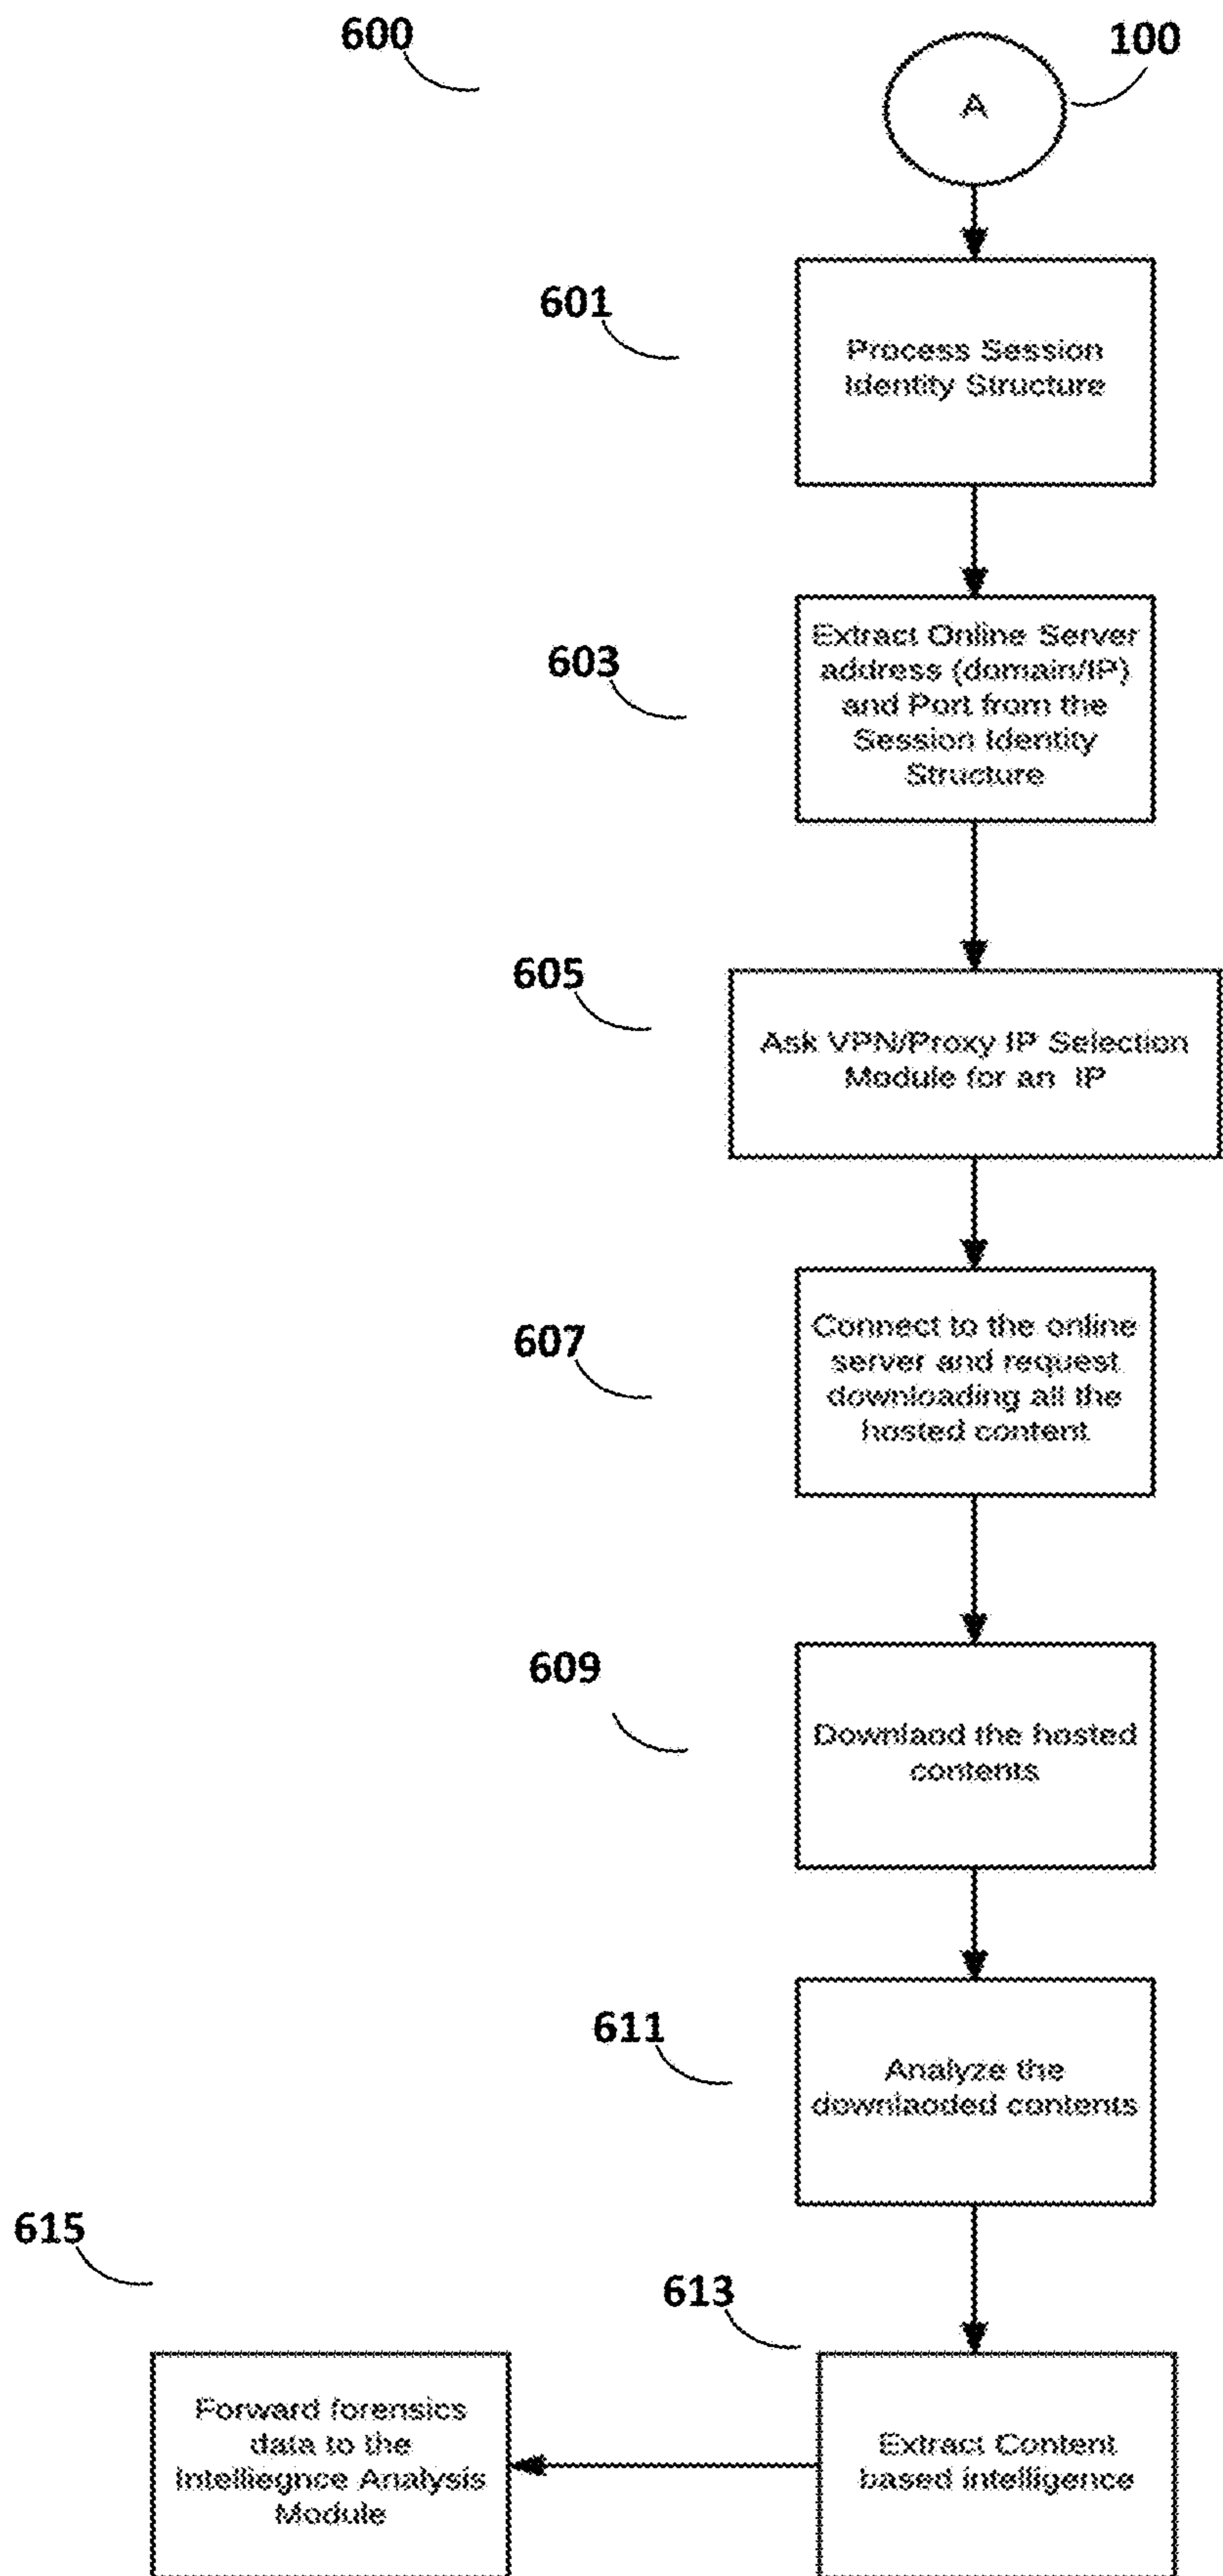 600
100
A
601
Process Session
Identity Structure
603
Extract Online Server
address (domain/IP)
and Port from the
Session Identity
Structure
605
Ask VPN/Proxy IP Selection
Module for an IP
607
Connect to the online
server and request
downloading all the
hosted content
609
Downlaod the hosted
contents
611
Analyze the
downlaoded contents
615
613
Forward forensics
data to the
Intelliegnce Analysis
Module
Extract Content
based intelligence